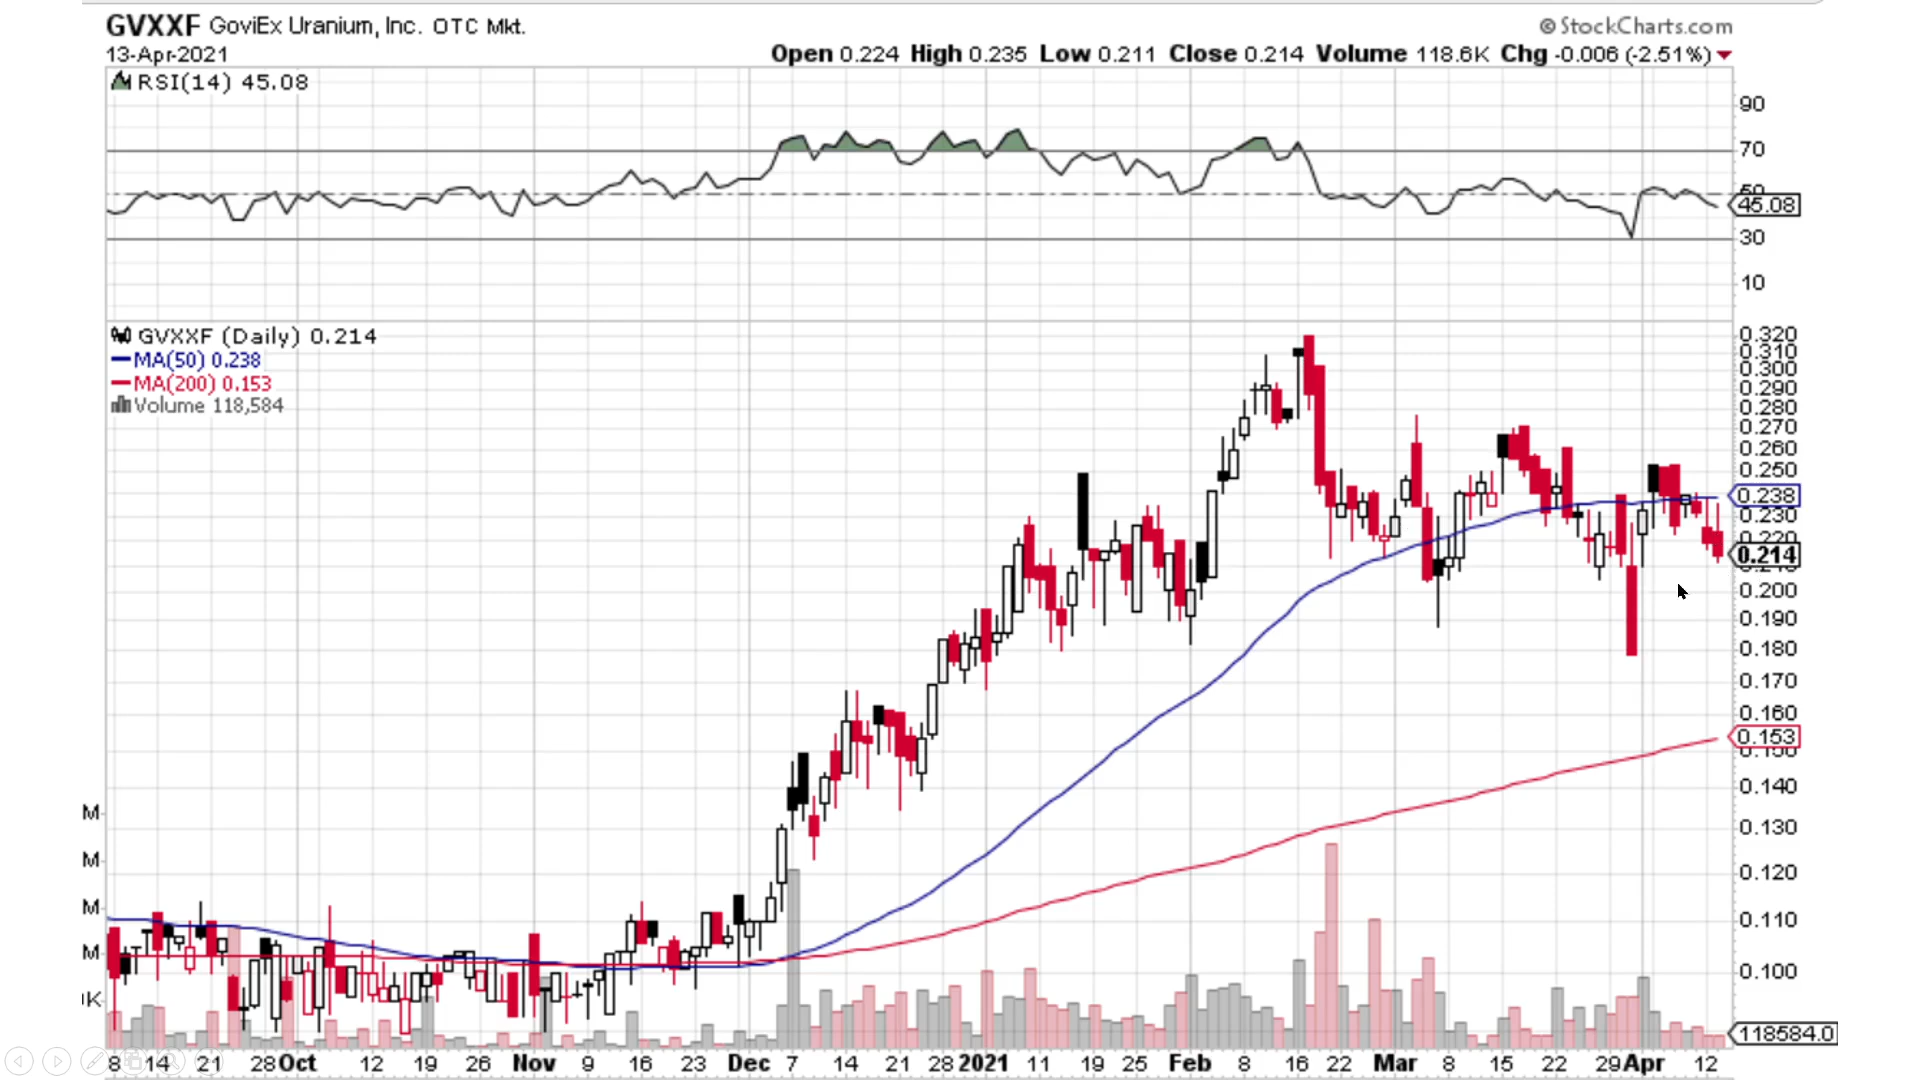 GVXXF GoviEx Uranium, Inc. OTC Mkt.
© StockCharts.com
13-Apr-2021
Open 0.224 High 0.235 Low 0.211 Close 0.214 Volume 118.6K Chg -0.006 (-2.51%)
RSI(14) 45.08
90
70
50
45.08
30
10
GVXXF (Daily) 0.214
MA(50) 0.238
MA(200) 0.153
Volume 118,584
0.320
0.310
0.300
0.290
0.280
0.270
0.260
0.250
0.238
0.230
0.220
0.214
0.210
0.200
0.190
0.180
0.170
0.160
0.153
0.150
0.140
0.130
0.120
0.110
0.100
M
M
M
M
K
118584.0
8 14 21 28 Oct 12 19 26 Nov 9 16 23 Dec 7 14 21 28 2021 11 19 25 Feb 8 16 22 Mar 8 15 22 29 Apr 12